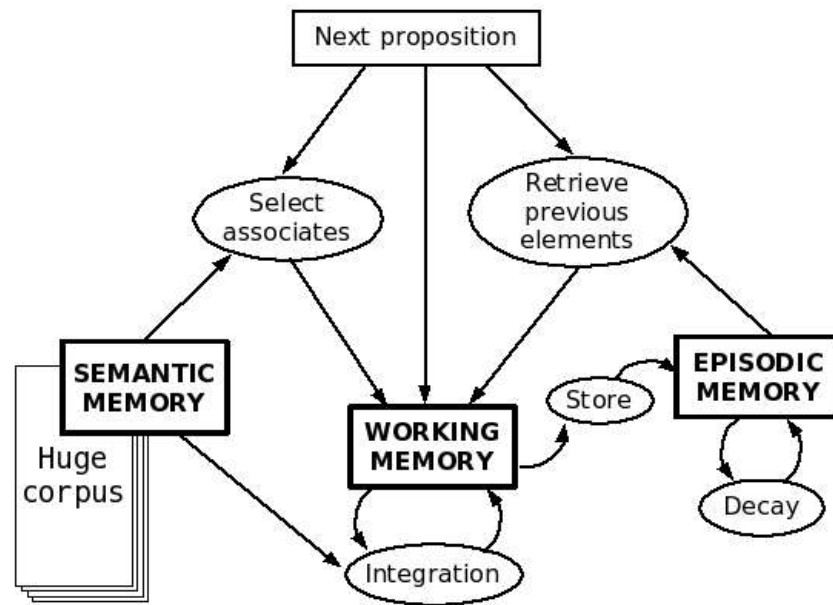 Next proposition
Select
associates
Retrieve
previous
elements
SEMANTIC
MEMORY
Huge
corpus
WORKING
MEMORY
Store
EPISODIC
MEMORY
Integration
Decay